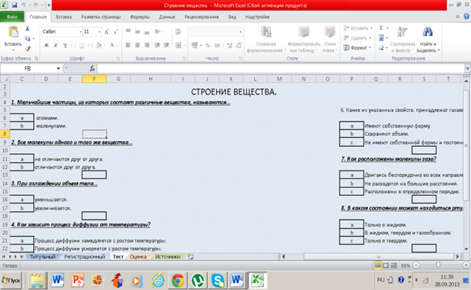 Строение вещества. - Microsoft Excel (Сбой активации продукта)
Файл Главная Вставка Разметка страницы Формулы Данные Рецензирование Вид Надстройки
Calibri 11
Вставить
Общий
Условное форматирование
Форматировать как таблицу
Стили ячеек
Вставить
Удалить
Формат
Сортировка и фильтр
Найти и выделить
Буфер обмена Шрифт Выравнивание Число Стили Ячейки Редактирование
F8
C D E F G H I J K L M N O P Q R S T
СТРОЕНИЕ ВЕЩЕСТВА.
1. Мельчайшие частицы, из которых состоят различные вещества, называются...
a атомами.
b молекулами.
2. Все молекулы одного и того же вещества...
a не отличаются друг от друга.
b отличаются друг от друга.
3. При охлаждении объем тела...
a уменьшается.
b увеличивается.
4. Как зависит процесс диффузии от температуры?
a Процесс диффузии замедляется с ростом температуры.
b Процесс диффузии ускоряется с ростом температуры.
6. Какие из указанных свойств принадлежат газам
a Имеют собственную форму
b Сохраняют объем.
c Не имеют собственной формы и постоян
7. Как расположены молекулы газа?
a Двигаясь беспорядочно во всех направле
b Не расходятся на большие расстояния.
c Расположены в определенном порядке.
8. В каком состоянии может находиться рту
a Только в жидком.
b В жидком, твердом и газообразном.
c Только в твердом.
Титульный Регистрационный Тест Оценка Источники
Готово 85%
Пуск
RU
11:39
28.09.2013